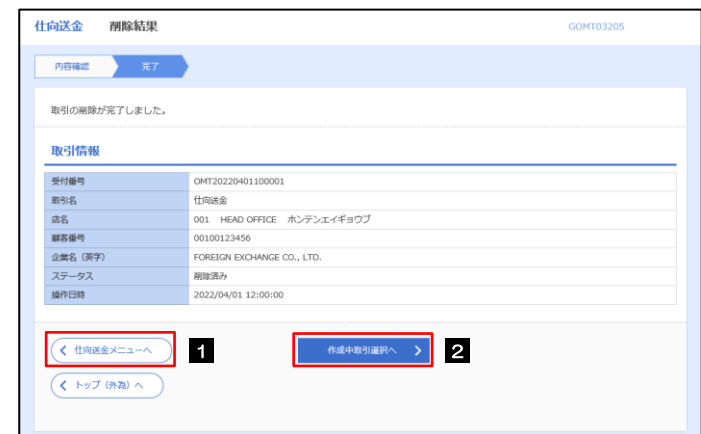 仕向送金 削除結果 GOMT03205
内容確認 完了
取引の削除が完了しました。
取引情報
受付番号 OMT20220401100001
取引名 仕向送金
店名 001 HEAD OFFICE ホンテンエイギョウブ
顧客番号 00100123456
企業名（英字） FOREIGN EXCHANGE CO., LTD.
ステータス 削除済み
操作日時 2022/04/01 12:00:00
仕向送金メニューへ 1 作成中取引選択へ 2
トップ（外為）へ